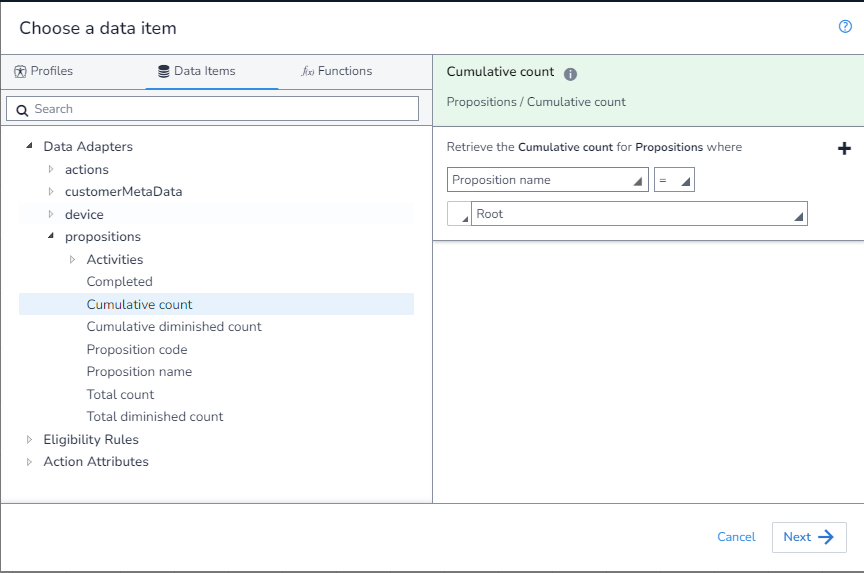 Choose a data item
Profiles
Data Items
f(x) Functions
Search
Data Adapters
actions
customerMetaData
device
propositions
Activities
Completed
Cumulative count
Cumulative diminished count
Proposition code
Proposition name
Total count
Total diminished count
Eligibility Rules
Action Attributes
Cumulative count
Propositions / Cumulative count
Retrieve the Cumulative count for Propositions where
Proposition name =
Root
Cancel Next